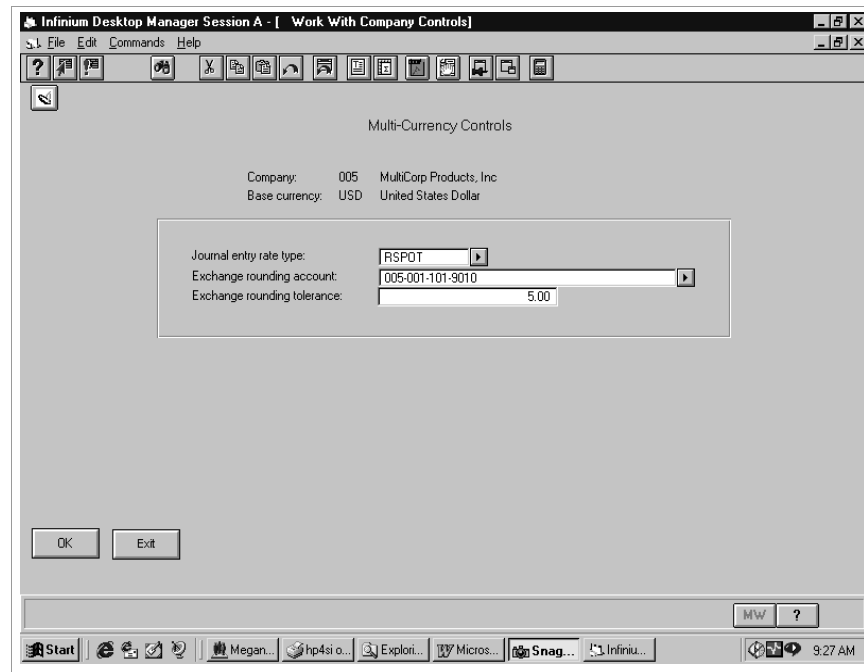 Infinium Desktop Manager Session A - [ Work With Company Controls]
File Edit Commands Help
Multi-Currency Controls
Company: 005 MultiCorp Products, Inc
Base currency: USD United States Dollar
Journal entry rate type: RSPOT
Exchange rounding account: 005-001-101-9010
Exchange rounding tolerance: 5.00
OK Exit
MW ?
Start Megan... hp4si o... Explori... Micros... Snag... Infiniu... 9:27 AM